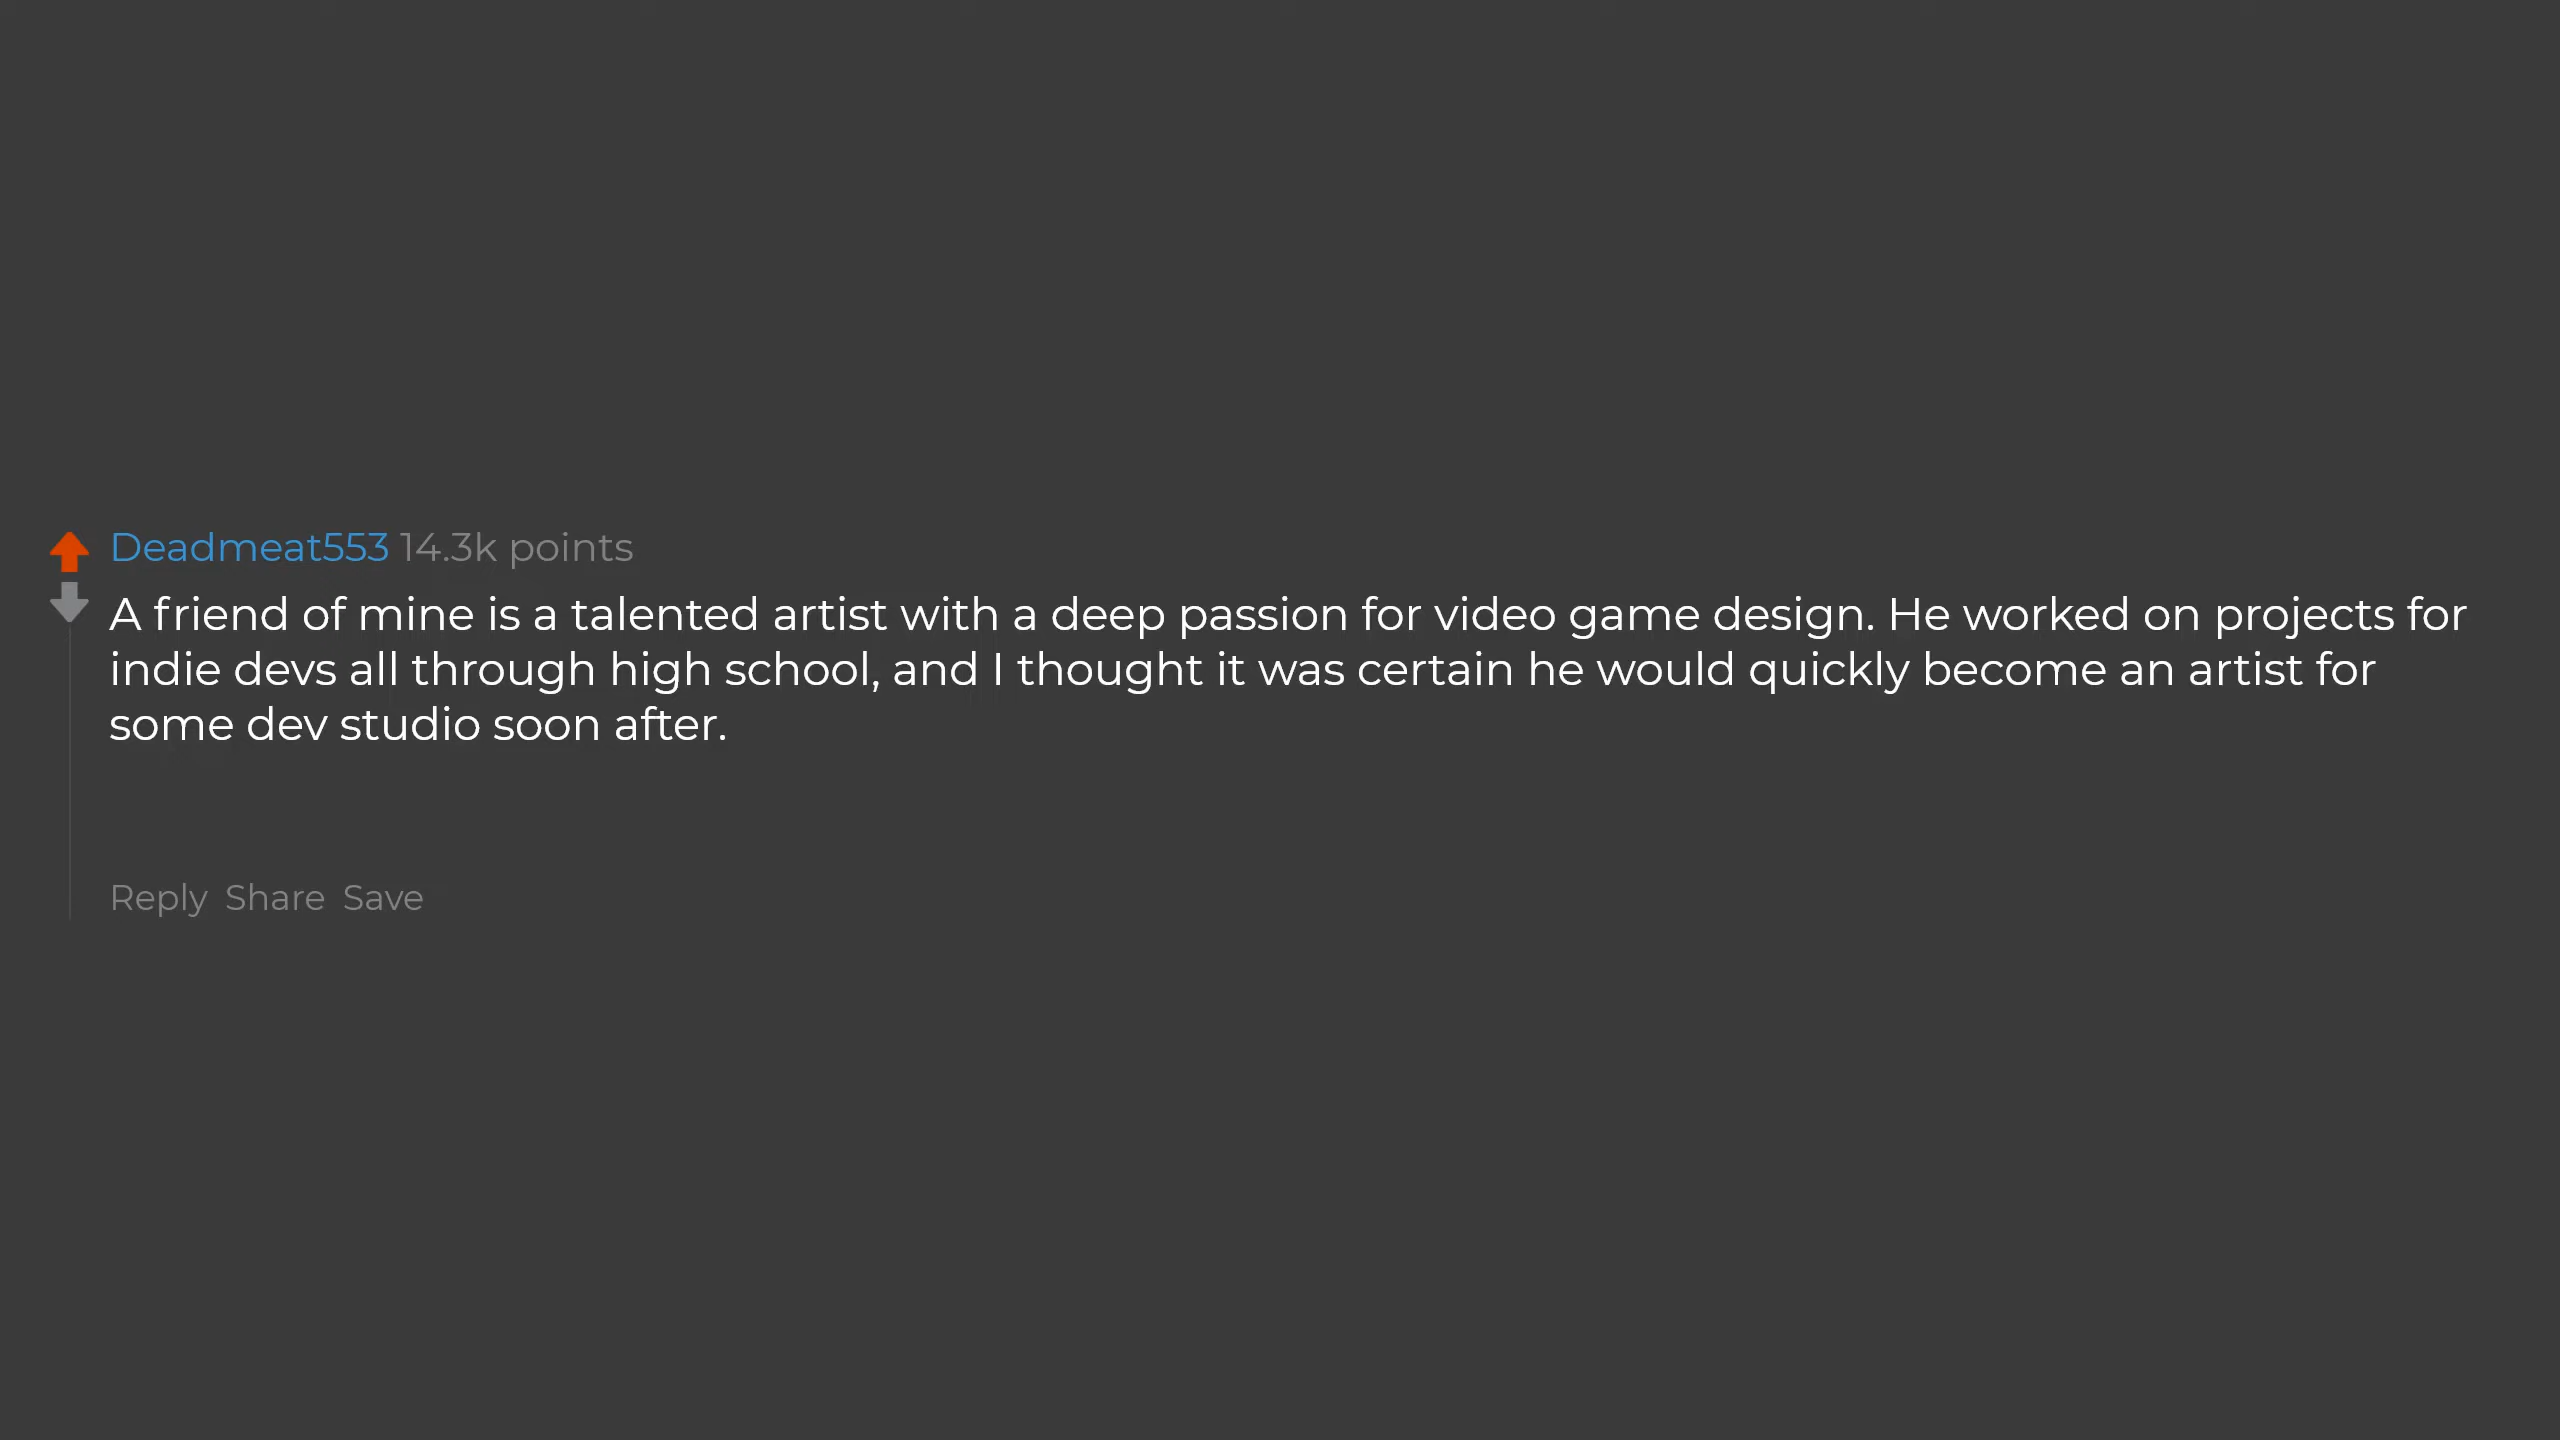 Deadmeat553 14.3k points
A friend of mine is a talented artist with a deep passion for video game design. He worked on projects for
indie devs all through high school, and I thought it was certain he would quickly become an artist for
some dev studio soon after.
Reply Share Save